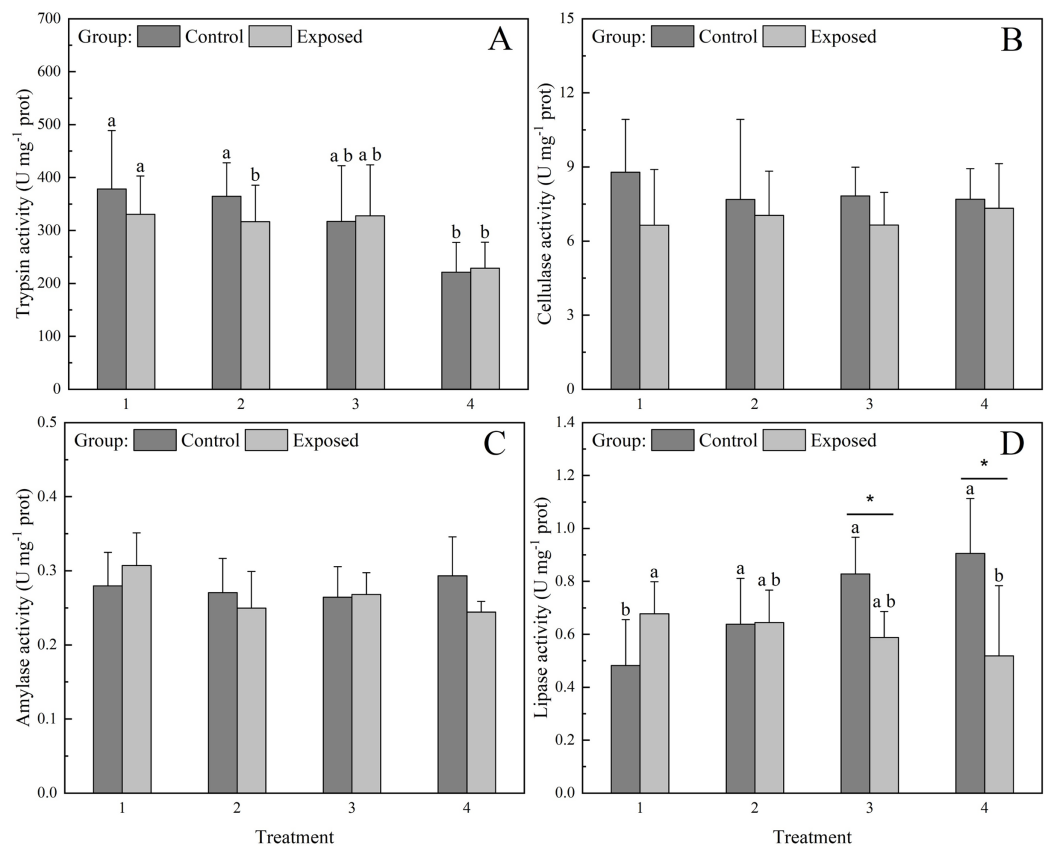 Group: Control Exposed A
Trypsin activity (U mg⁻¹ prot)
700
600
500
400
300
200
100
0
a a a b a b a b b b
1 2 3 4
Group: Control Exposed B
Cellulase activity (U mg⁻¹ prot)
15
12
9
6
3
0
1 2 3 4
Group: Control Exposed C
Amylase activity (U mg⁻¹ prot)
0.5
0.4
0.3
0.2
0.1
0.0
1 2 3 4
Treatment
Group: Control Exposed D
Lipase activity (U mg⁻¹ prot)
1.4
1.2
1.0
0.8
0.6
0.4
0.2
0.0
* *
b a a a b a a b a b
1 2 3 4
Treatment